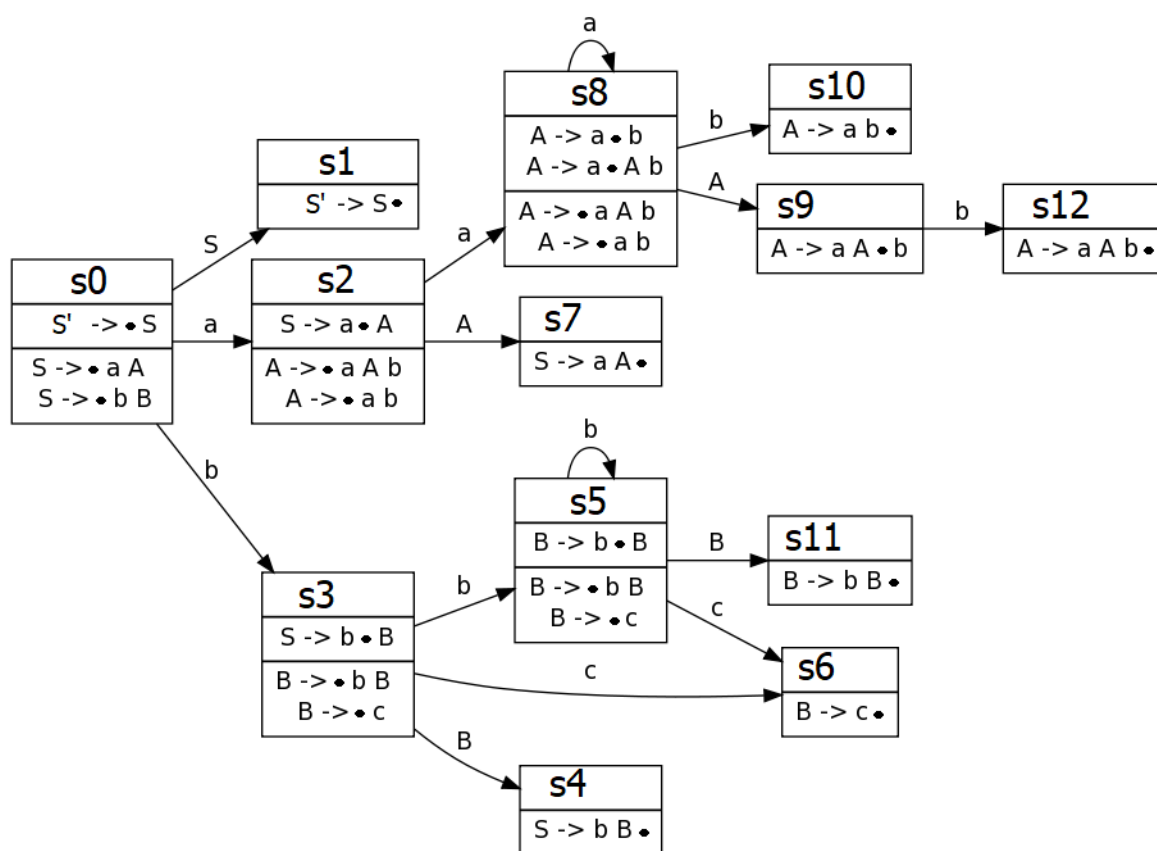 a
s8
A -> a • b
A -> a • A b
A -> • a A b
A -> • a b
b
s10
A -> a b •
A
s9
A -> a A • b
b
s12
A -> a A b •
s1
S' -> S •
S
a
s0
S' -> • S
S -> • a A
S -> • b B
a
s2
S -> a • A
A -> • a A b
A -> • a b
A
s7
S -> a A •
b
b
s5
B -> b • B
B -> • b B
B -> • c
B
s11
B -> b B •
s3
S -> b • B
B -> • b B
B -> • c
b
c
c
s6
B -> c •
B
s4
S -> b B •